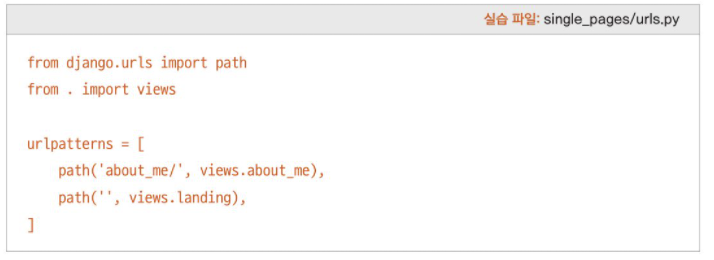 실습 파일: single_pages/urls.py
from django.urls import path
from . import views

urlpatterns = [
    path('about_me/', views.about_me),
    path('', views.landing),
]